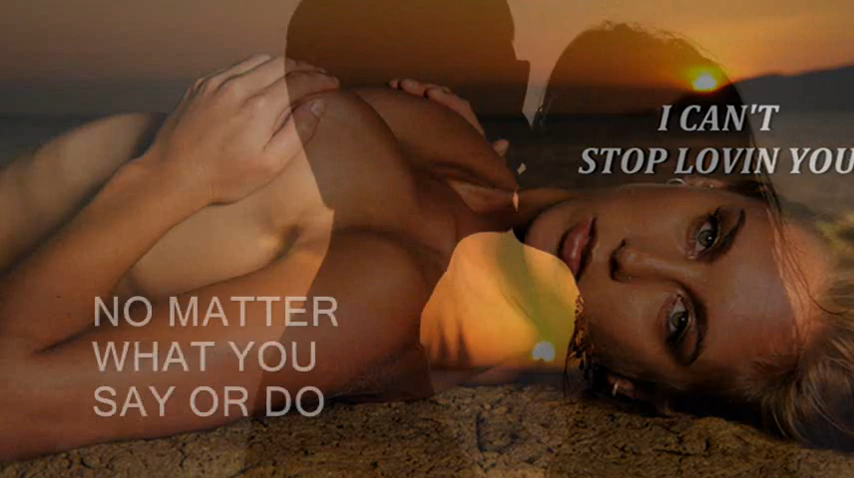 I CAN'T
STOP LOVIN YOU
NO MATTER
WHAT YOU
SAY OR DO